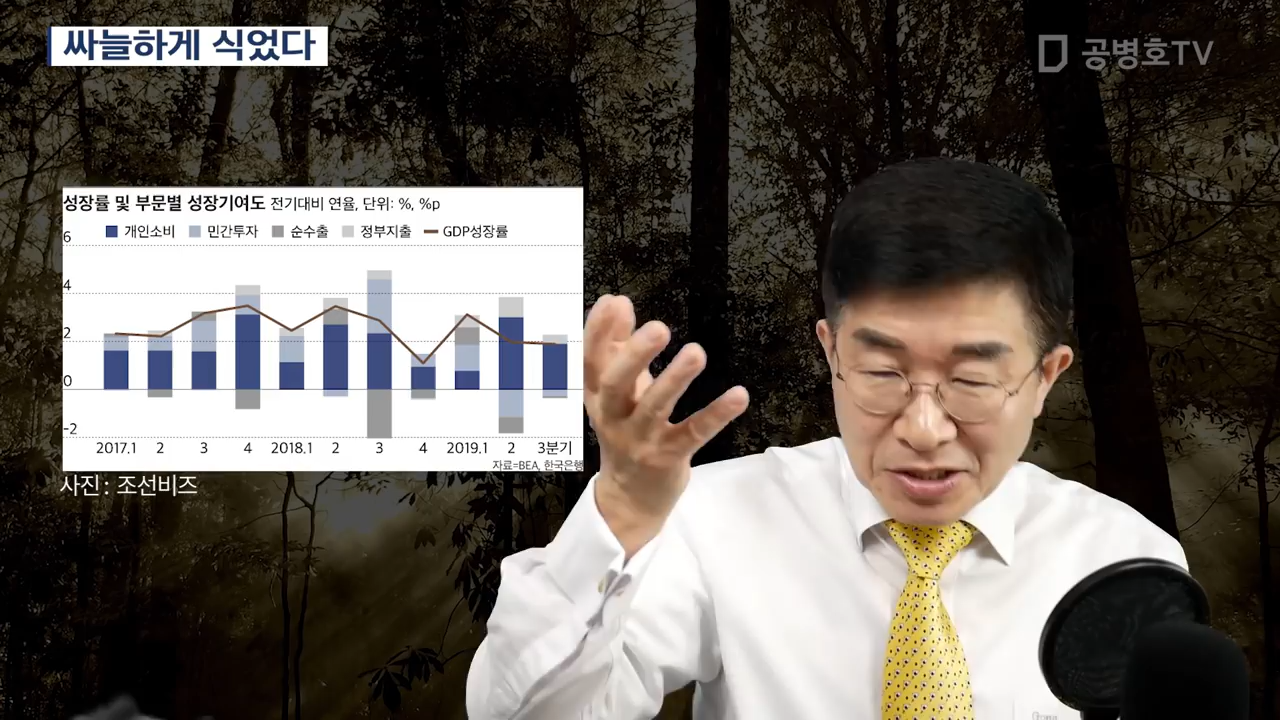 싸늘하게 식었다
공병호TV
성장률 및 부문별 성장기여도 전기대비 연율, 단위: %, %p
개인소비 민간투자 순수출 정부지출 GDP성장률
6
4
2
0
-2
2017.1 2 3 4 2018.1 2 3 4 2019.1 2 3분기
자료=BEA, 한국은행
사진 : 조선비즈